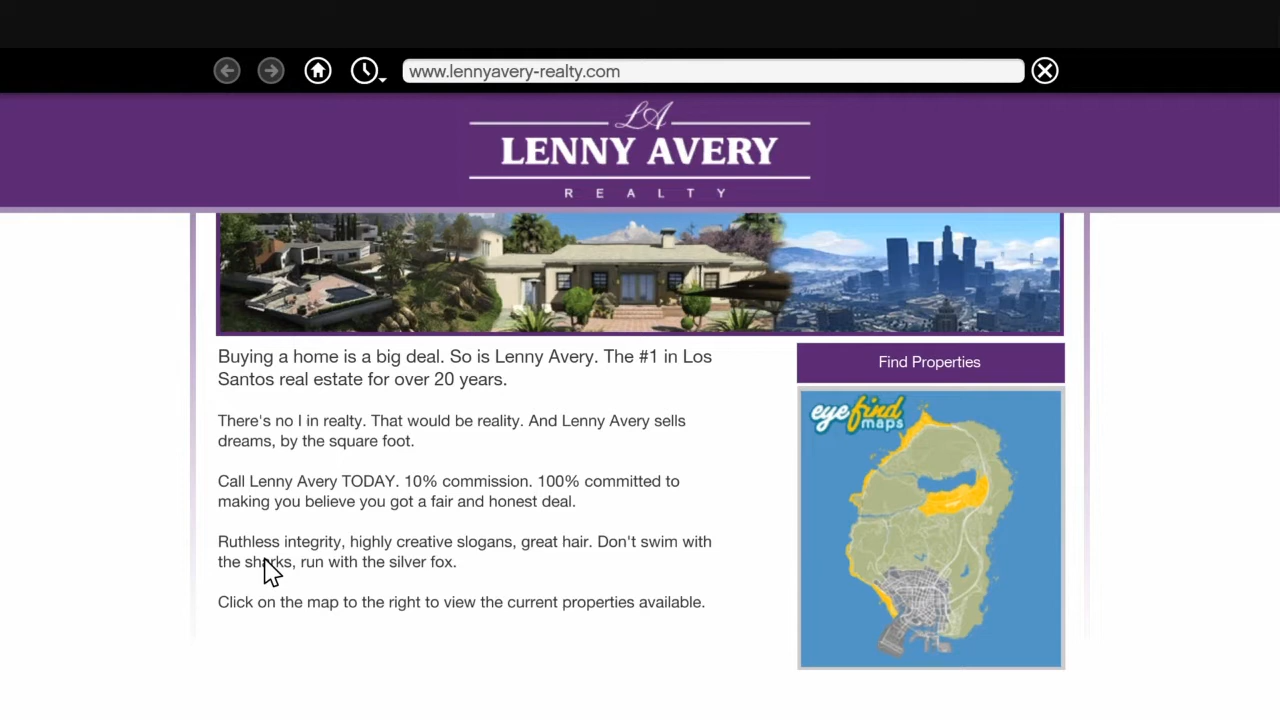 www.lennyavery-realty.com
LA
LENNY AVERY
REALTY
Buying a home is a big deal. So is Lenny Avery. The #1 in Los
Santos real estate for over 20 years.
There's no I in realty. That would be reality. And Lenny Avery sells
dreams, by the square foot.
Call Lenny Avery TODAY. 10% commission. 100% committed to
making you believe you got a fair and honest deal.
Ruthless integrity, highly creative slogans, great hair. Don't swim with
the sharks, run with the silver fox.
Click on the map to the right to view the current properties available.
Find Properties
eyefind
maps